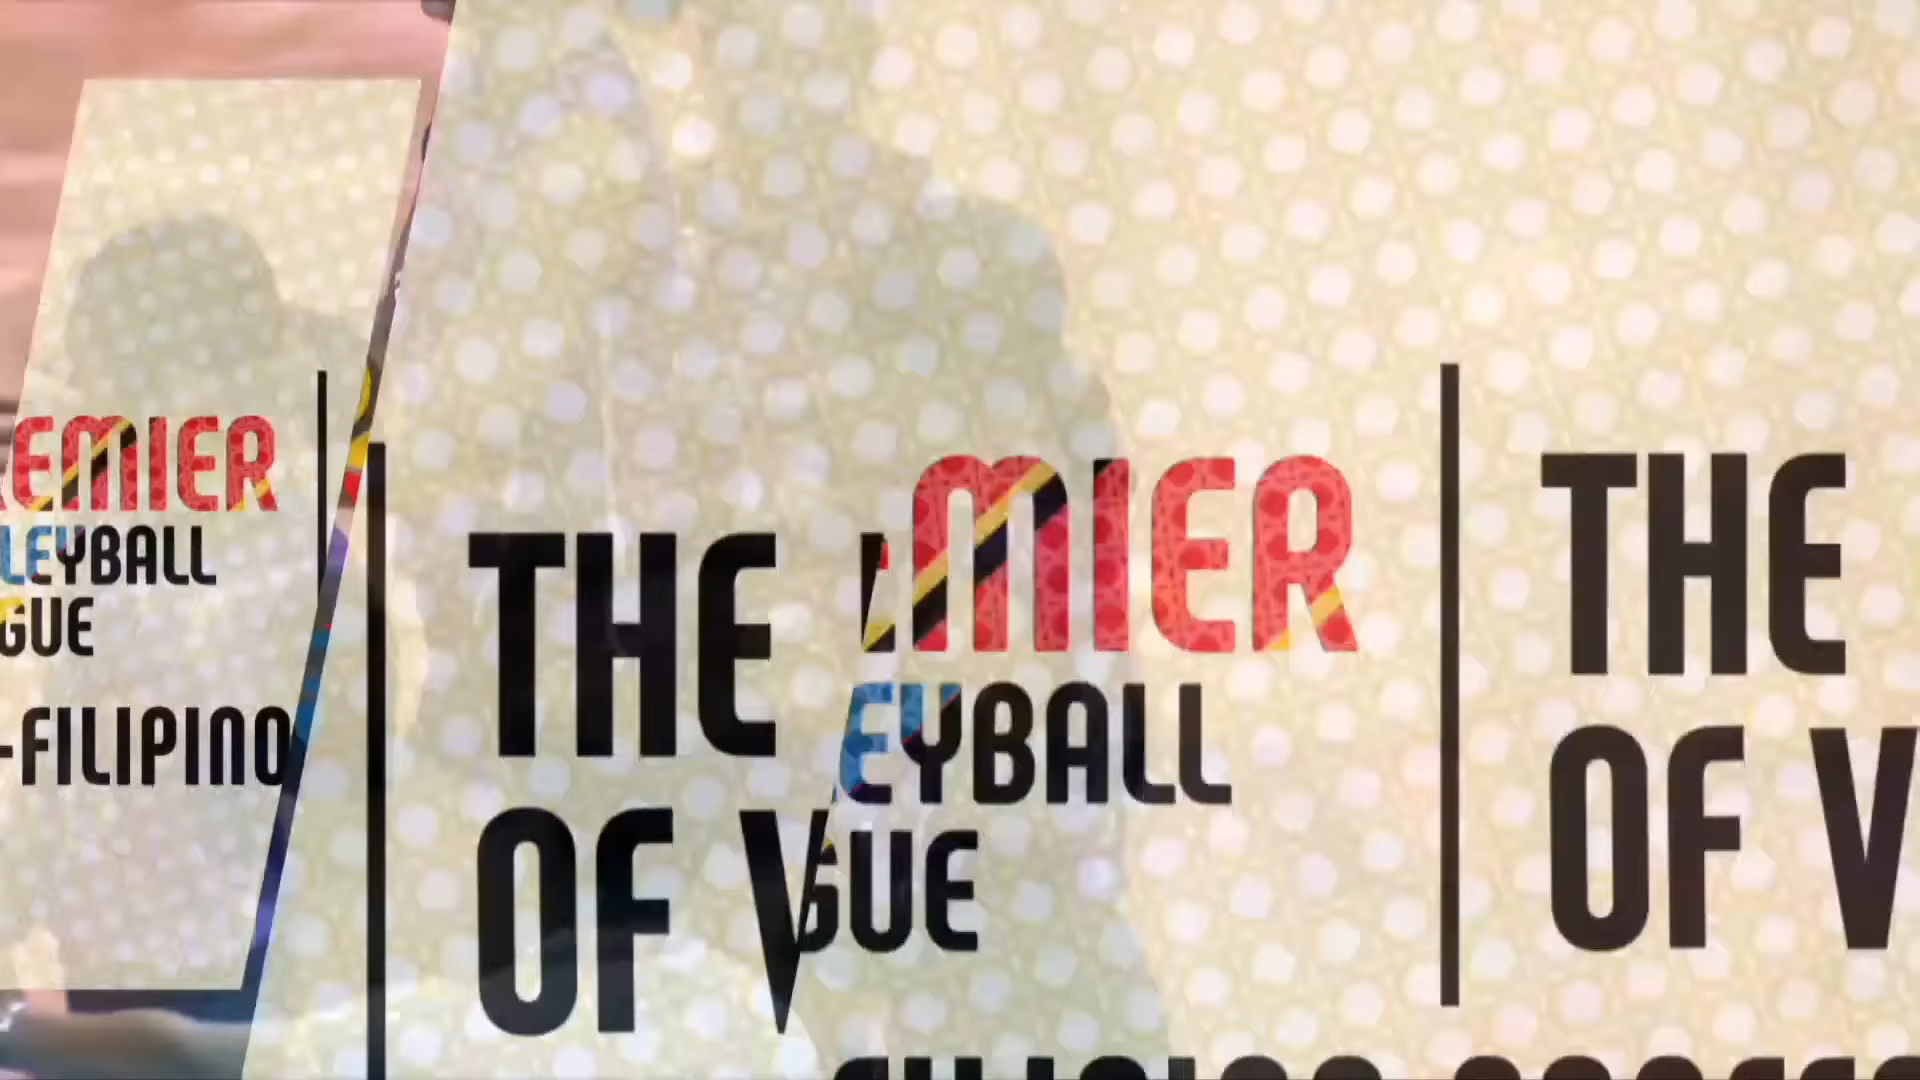 EMIER
LEYBALL
GUE
-FILIPINO
THE
OF V
MIER
EYBALL
GUE
THE
OF V